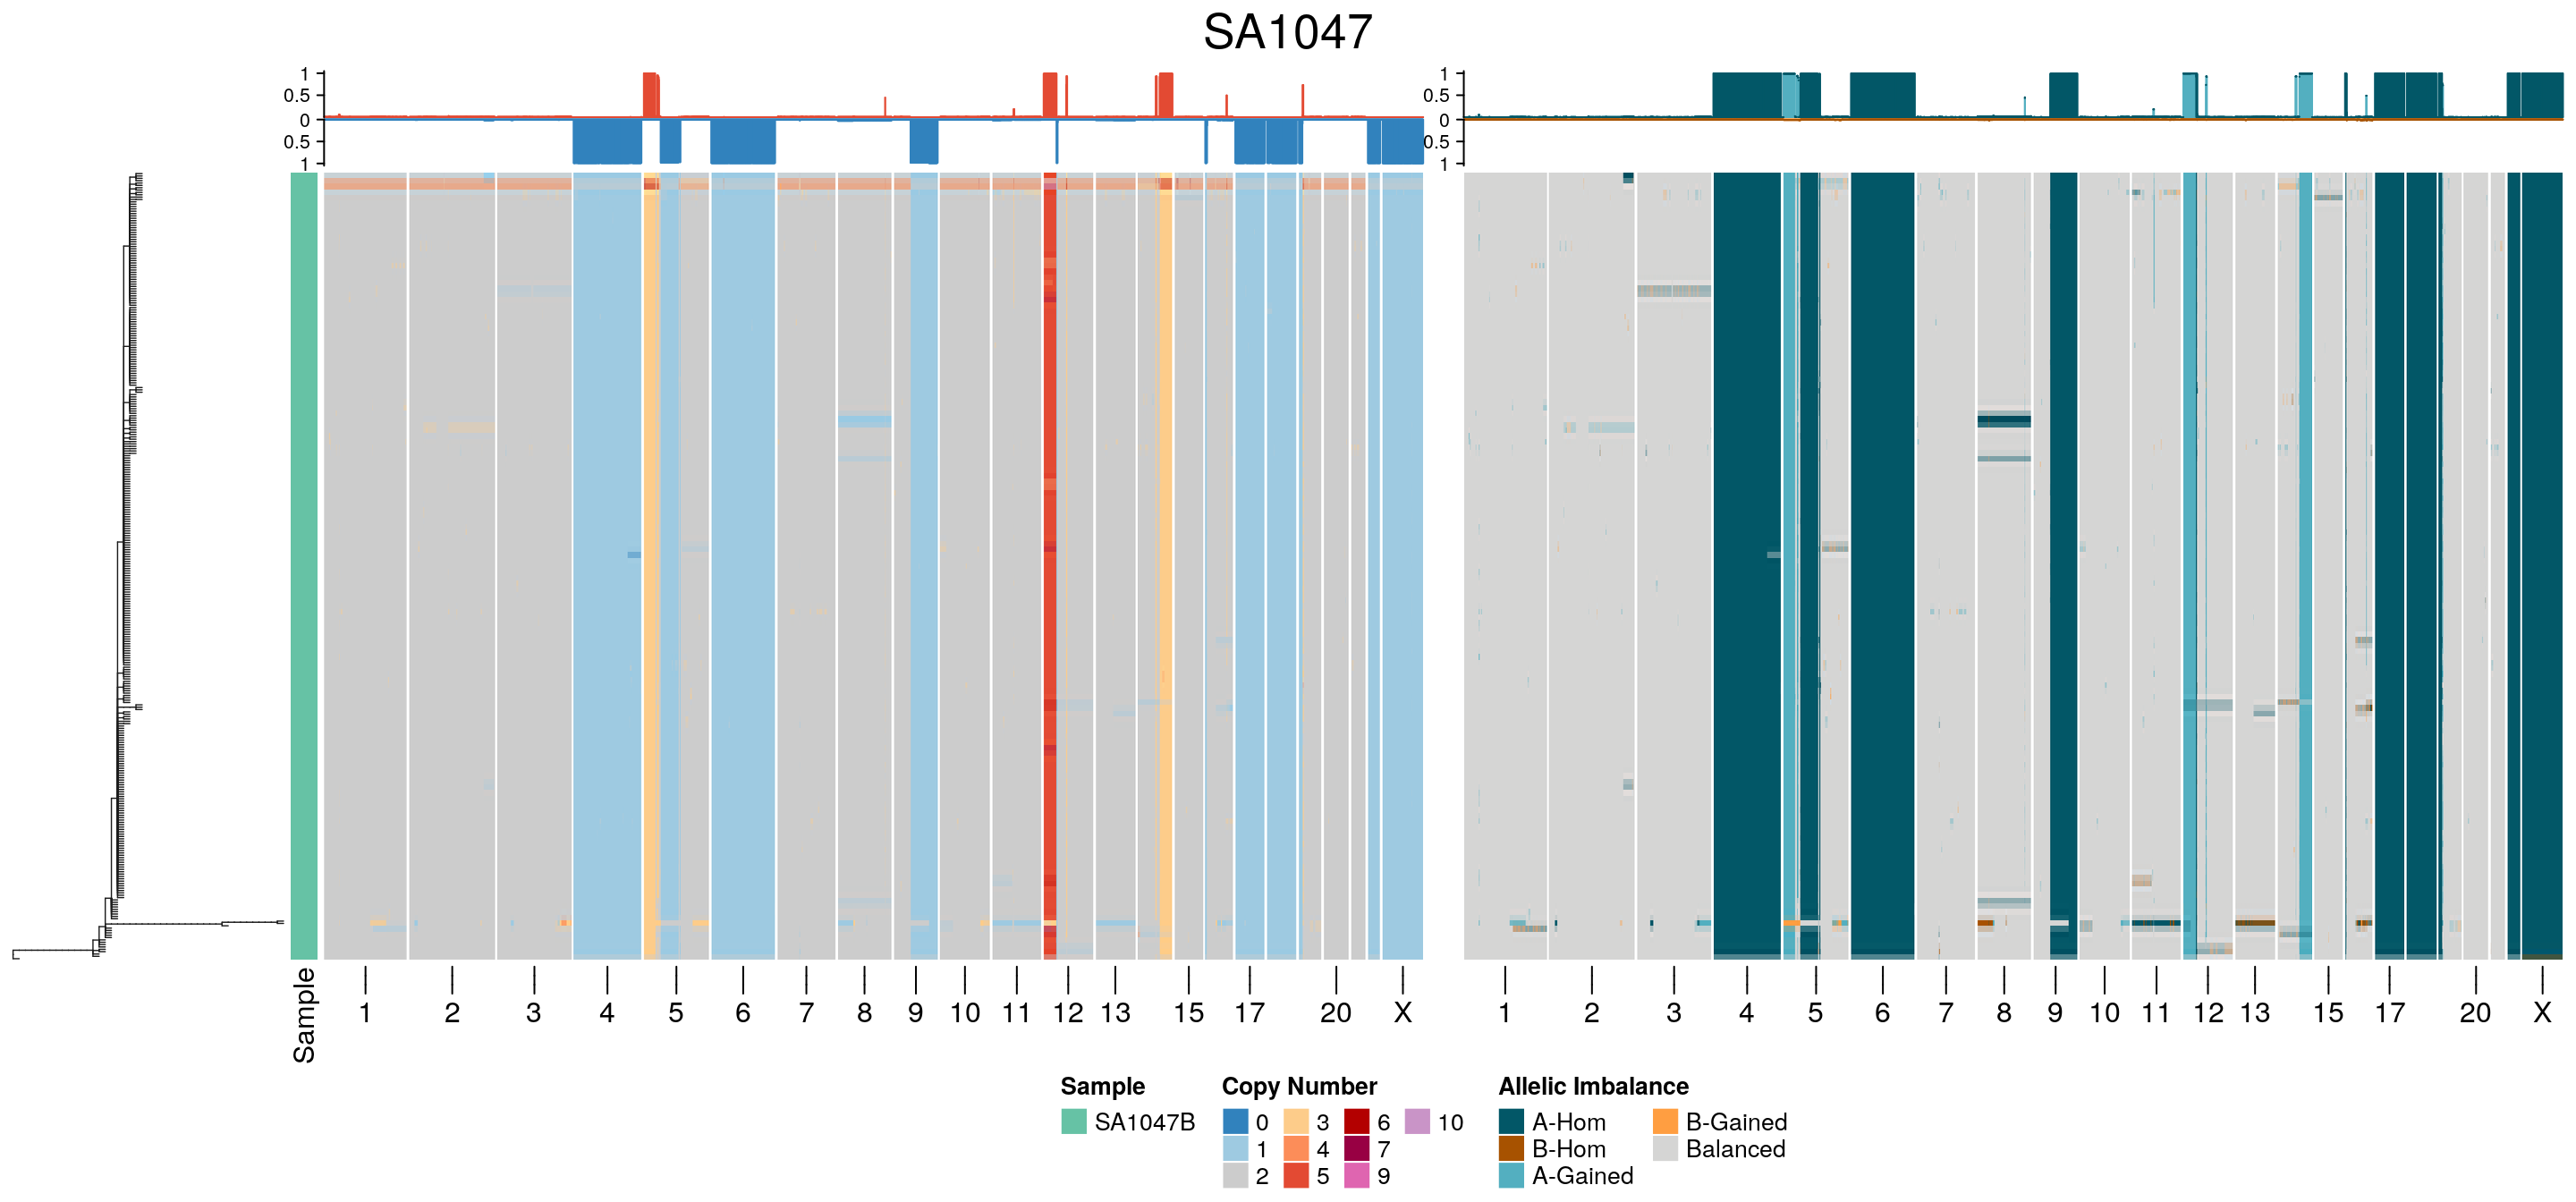 SA1047
1
0.5
0
0.5
1
1
0.5
0
0.5
1
Sample
1 2 3 4 5 6 7 8 9 10 11 12 13 15 17 20 X
1 2 3 4 5 6 7 8 9 10 11 12 13 15 17 20 X
Sample
SA1047B
Copy Number
0 3 6 10
1 4 7
2 5 9
Allelic Imbalance
A-Hom B-Gained
B-Hom Balanced
A-Gained